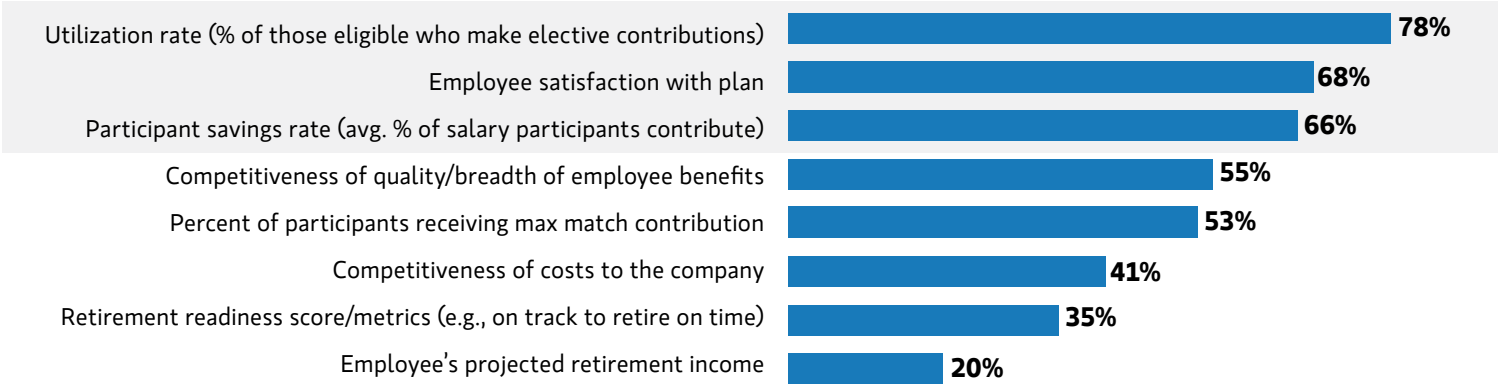 Utilization rate (% of those eligible who make elective contributions) 78%
Employee satisfaction with plan 68%
Participant savings rate (avg. % of salary participants contribute) 66%
Competitiveness of quality/breadth of employee benefits 55%
Percent of participants receiving max match contribution 53%
Competitiveness of costs to the company 41%
Retirement readiness score/metrics (e.g., on track to retire on time) 35%
Employee’s projected retirement income 20%